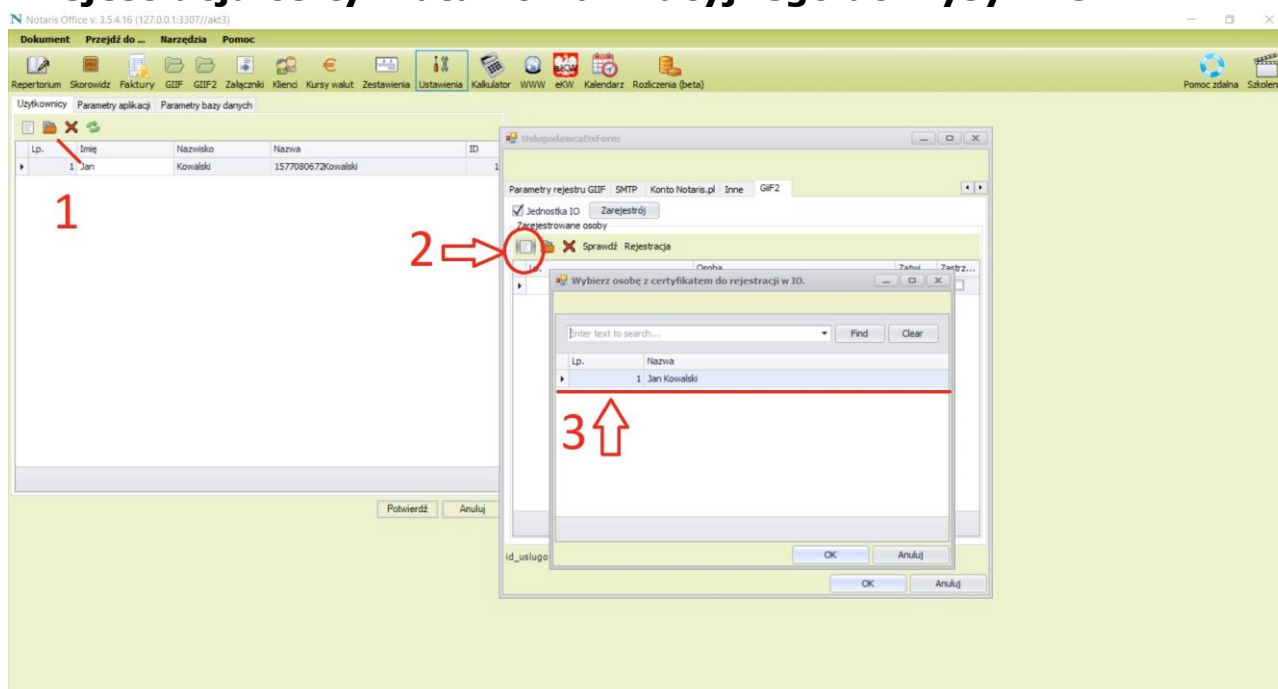 Notaris Office v. 3.5.4.16 (127.0.0.1:3307//akt3)
Dokument Przejdź do ... Narzędzia Pomoc
Repertorium Skorowidz Faktury GIIF GIIF2 Załączniki Klienci Kursy walut Zestawienia Ustawienia Kalkulator WWW eKW Kalendarz Rozliczenia (beta) Pomoc zdalna Szkolen
Użytkownicy Parametry aplikacji Parametry bazy danych
Lp. Imię Nazwisko Nazwa ID
1 Jan Kowalski 1577080672Kowalski 1
1
Potwierdź Anuluj
UslugodawcaDxForm
Parametry rejestru GIIF SMTP Konto Notaris.pl Inne GIIF2
Jednostka IO Zarejestrój
Zarejestrowane osoby
2
Sprawdź Rejestracja
Lp. Osoba Zatwi... Zastrz...
Wybierz osobę z certyfikatem do rejestracji w IO.
Enter text to search... Find Clear
Lp. Nazwa
1 Jan Kowalski
3
OK Anuluj
id_uslugo
OK Anuluj